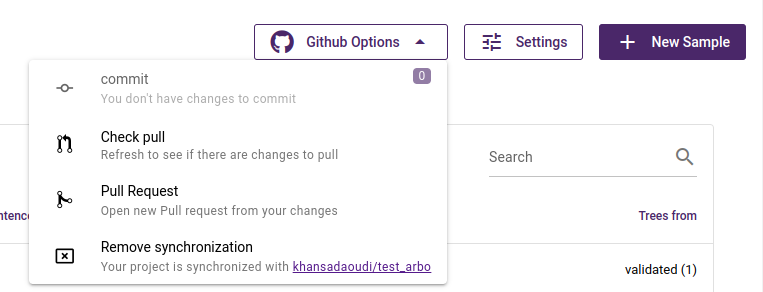 Github Options
Settings
New Sample
commit
0
You don't have changes to commit
Check pull
Refresh to see if there are changes to pull
Search
Pull Request
Open new Pull request from your changes
Trees from
Remove synchronization
Your project is synchronized with khansadaoudi/test_arbo
validated (1)